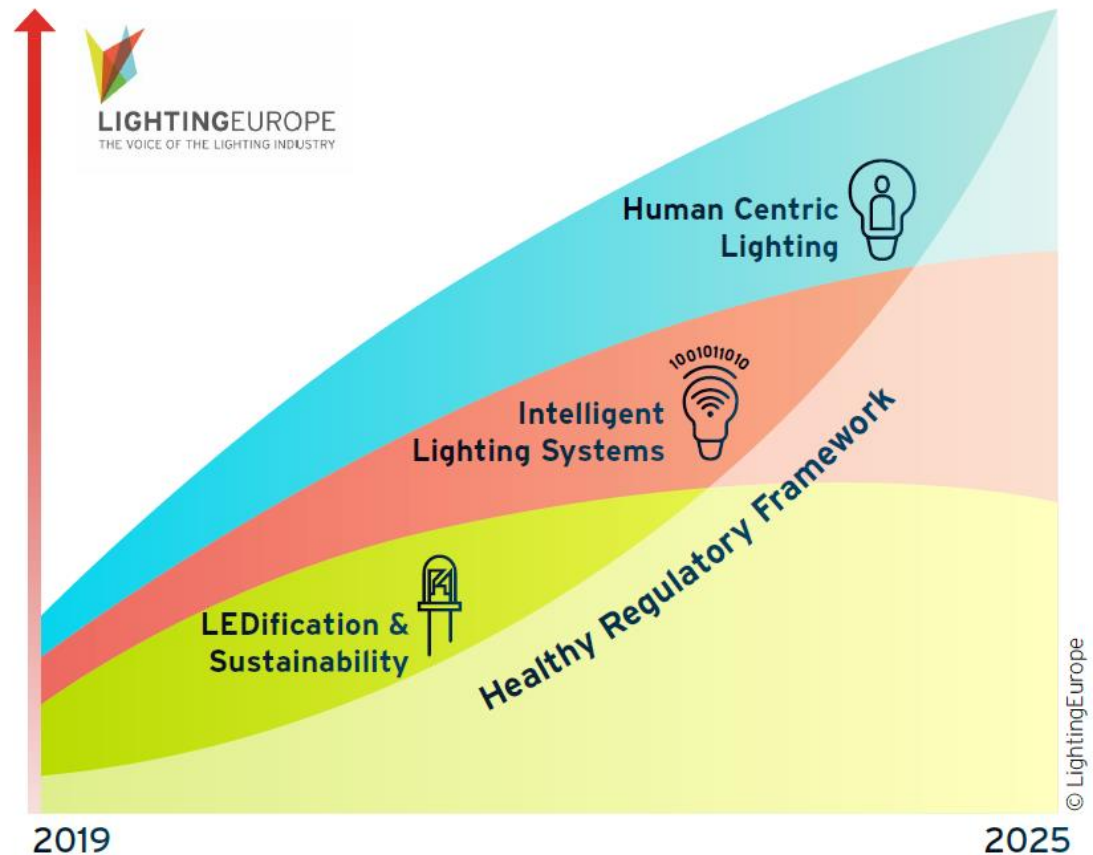 LIGHTINGEUROPE
THE VOICE OF THE LIGHTING INDUSTRY
Human Centric
Lighting
1001011010
Intelligent
Lighting Systems
LEDification &
Sustainability
Healthy Regulatory Framework
© LightingEurope
2019
2025